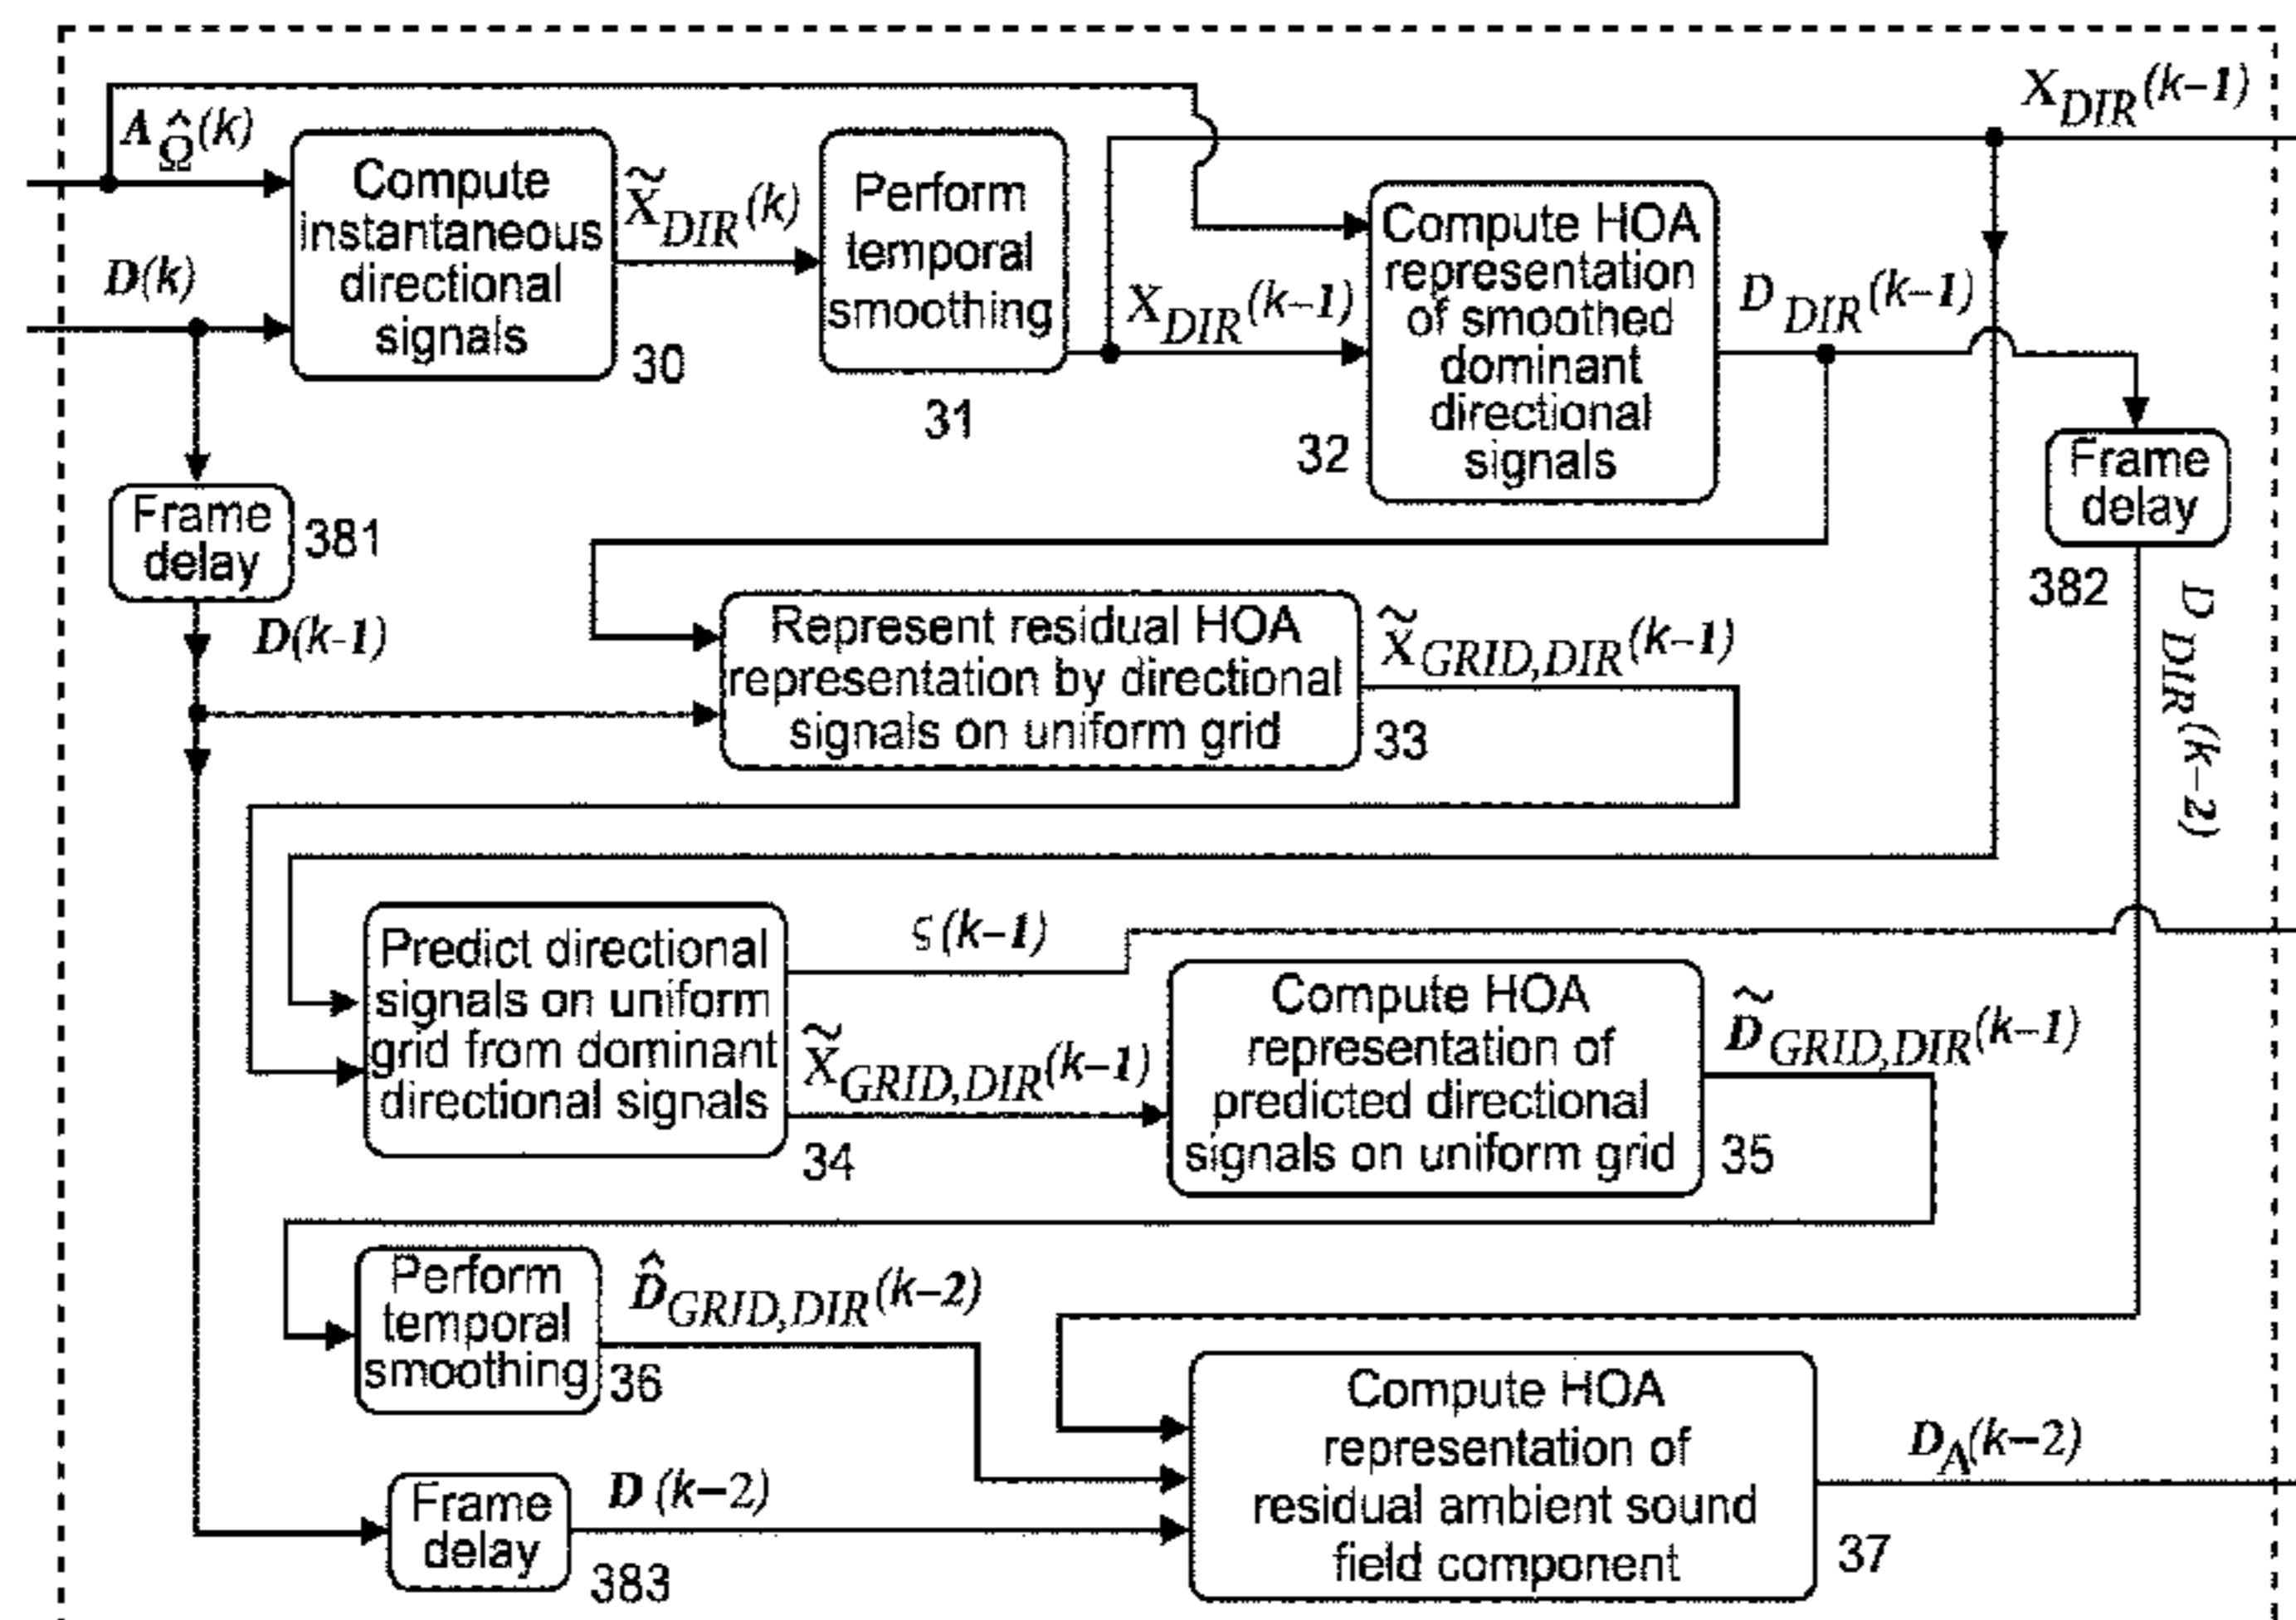 A_Ω̂(k)
Compute
instantaneous
directional
signals
30
D(k)
X̃_DIR(k)
Perform
temporal
smoothing
31
X_DIR(k–1)
X_DIR(k–1)
Compute HOA
representation
of smoothed
dominant
directional
signals
32
D_DIR(k–1)
Frame
delay
381
Frame
delay
382
D(k-1)
D_DIR(k–2)
Represent residual HOA
representation by directional
signals on uniform grid
33
X̃_GRID,DIR(k–1)
Predict directional
signals on uniform
grid from dominant
directional signals
34
ς(k–1)
X̃_GRID,DIR(k–1)
Compute HOA
representation of
predicted directional
signals on uniform grid
35
D̃_GRID,DIR(k–1)
Perform
temporal
smoothing
36
D̂_GRID,DIR(k–2)
Frame
delay
383
D(k–2)
Compute HOA
representation of
residual ambient sound
field component
37
D_A(k–2)